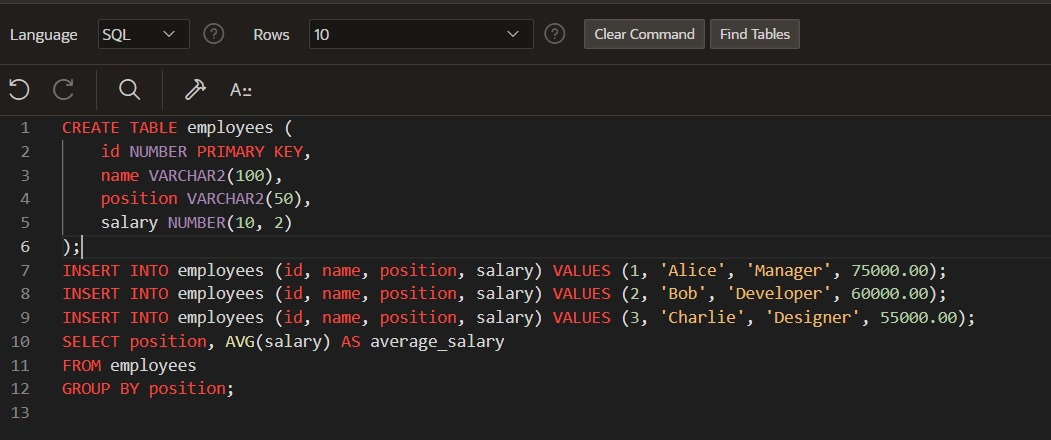 Language SQL ? Rows 10 ? Clear Command Find Tables
A::
1 CREATE TABLE employees (
2 id NUMBER PRIMARY KEY,
3 name VARCHAR2(100),
4 position VARCHAR2(50),
5 salary NUMBER(10, 2)
6 );
7 INSERT INTO employees (id, name, position, salary) VALUES (1, 'Alice', 'Manager', 75000.00);
8 INSERT INTO employees (id, name, position, salary) VALUES (2, 'Bob', 'Developer', 60000.00);
9 INSERT INTO employees (id, name, position, salary) VALUES (3, 'Charlie', 'Designer', 55000.00);
10 SELECT position, AVG(salary) AS average_salary
11 FROM employees
12 GROUP BY position;
13